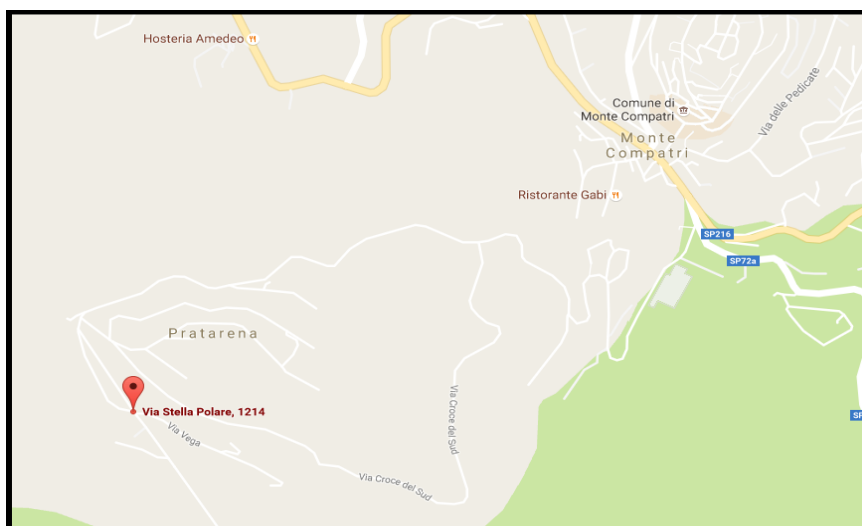 Hosteria Amedeo
Comune di
Monte Compatri
Via delle Pedicate
Monte
Compatri
Ristorante Gabi
SP216
SP72a
Pratarena
Via Stella Polare, 1214
Via Vega
Via Croce del Sud
Via Croce del Sud
SP